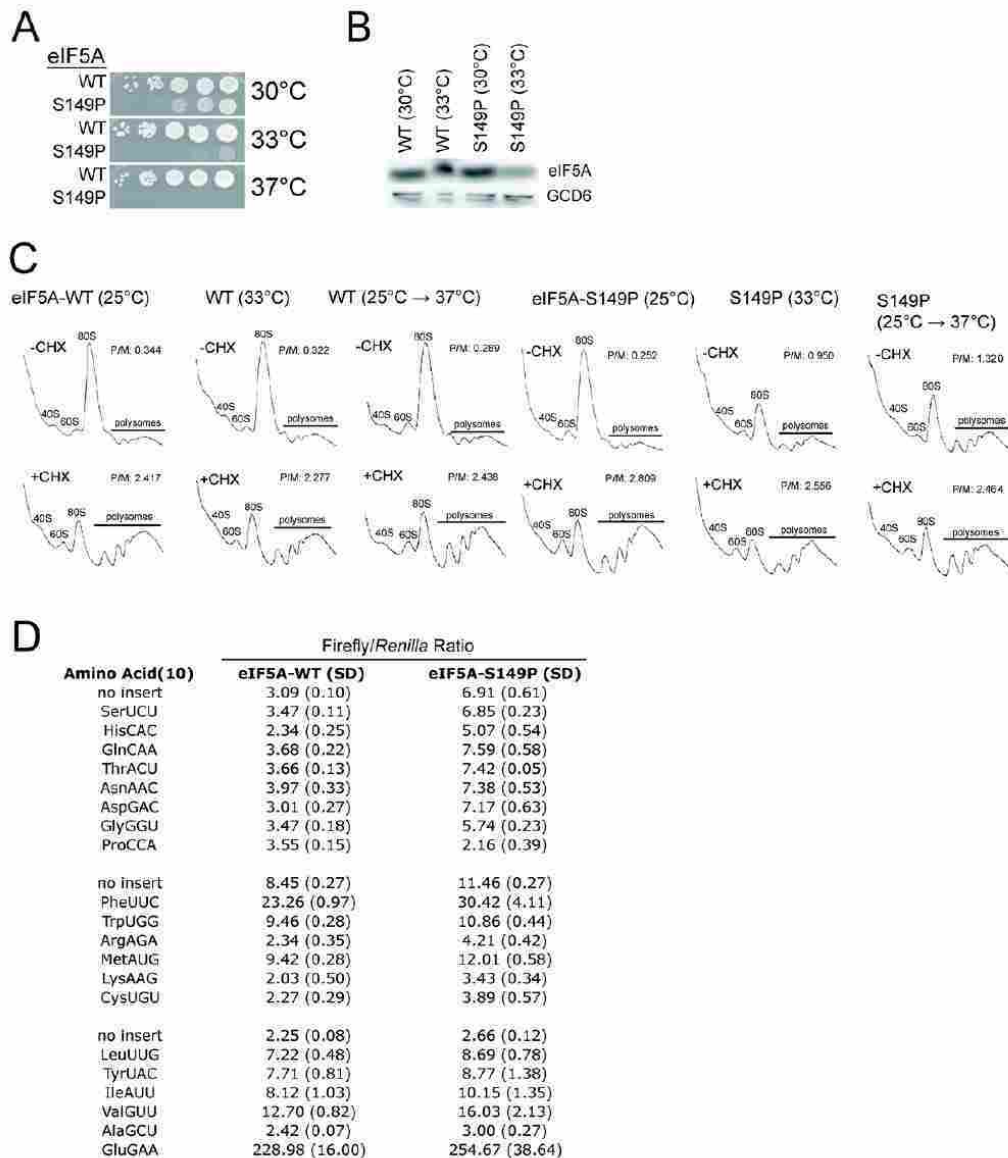 A
eIF5A
WT
S149P
30°C
WT
S149P
33°C
WT
S149P
37°C
B
WT (30°C)
WT (33°C)
S149P (30°C)
S149P (33°C)
eIF5A
GCD6
C
eIF5A-WT (25°C)
WT (33°C)
WT (25°C → 37°C)
eIF5A-S149P (25°C)
S149P (33°C)
S149P
(25°C → 37°C)
-CHX
80S
P/M: 0.344
40S
60S
polysomes
-CHX
80S
P/M: 0.322
40S
60S
polysomes
-CHX
80S
P/M: 0.289
40S
60S
polysomes
-CHX
80S
P/M: 0.252
40S
60S
polysomes
-CHX
80S
P/M: 0.950
40S
60S
polysomes
-CHX
80S
P/M: 1.320
40S
60S
polysomes
+CHX
P/M: 2.417
80S
40S
60S
polysomes
+CHX
P/M: 2.277
80S
40S
60S
polysomes
+CHX
P/M: 2.438
80S
40S
60S
polysomes
+CHX
P/M: 2.809
80S
40S
60S
polysomes
+CHX
P/M: 2.556
80S
40S
60S
polysomes
+CHX
P/M: 2.464
80S
40S
60S
polysomes
D
Firefly/Renilla Ratio
Amino Acid(10) eIF5A-WT (SD) eIF5A-S149P (SD)
no insert 3.09 (0.10) 6.91 (0.61)
SerUCU 3.47 (0.11) 6.85 (0.23)
HisCAC 2.34 (0.25) 5.07 (0.54)
GlnCAA 3.68 (0.22) 7.59 (0.58)
ThrACU 3.66 (0.13) 7.42 (0.05)
AsnAAC 3.97 (0.33) 7.38 (0.53)
AspGAC 3.01 (0.27) 7.17 (0.63)
GlyGGU 3.47 (0.18) 5.74 (0.23)
ProCCA 3.55 (0.15) 2.16 (0.39)
no insert 8.45 (0.27) 11.46 (0.27)
PheUUC 23.26 (0.97) 30.42 (4.11)
TrpUGG 9.46 (0.28) 10.86 (0.44)
ArgAGA 2.34 (0.35) 4.21 (0.42)
MetAUG 9.42 (0.28) 12.01 (0.58)
LysAAG 2.03 (0.50) 3.43 (0.34)
CysUGU 2.27 (0.29) 3.89 (0.57)
no insert 2.25 (0.08) 2.66 (0.12)
LeuUUG 7.22 (0.48) 8.69 (0.78)
TyrUAC 7.71 (0.81) 8.77 (1.38)
IleAUU 8.12 (1.03) 10.15 (1.35)
ValGUU 12.70 (0.82) 16.03 (2.13)
AlaGCU 2.42 (0.07) 3.00 (0.27)
GluGAA 228.98 (16.00) 254.67 (38.64)